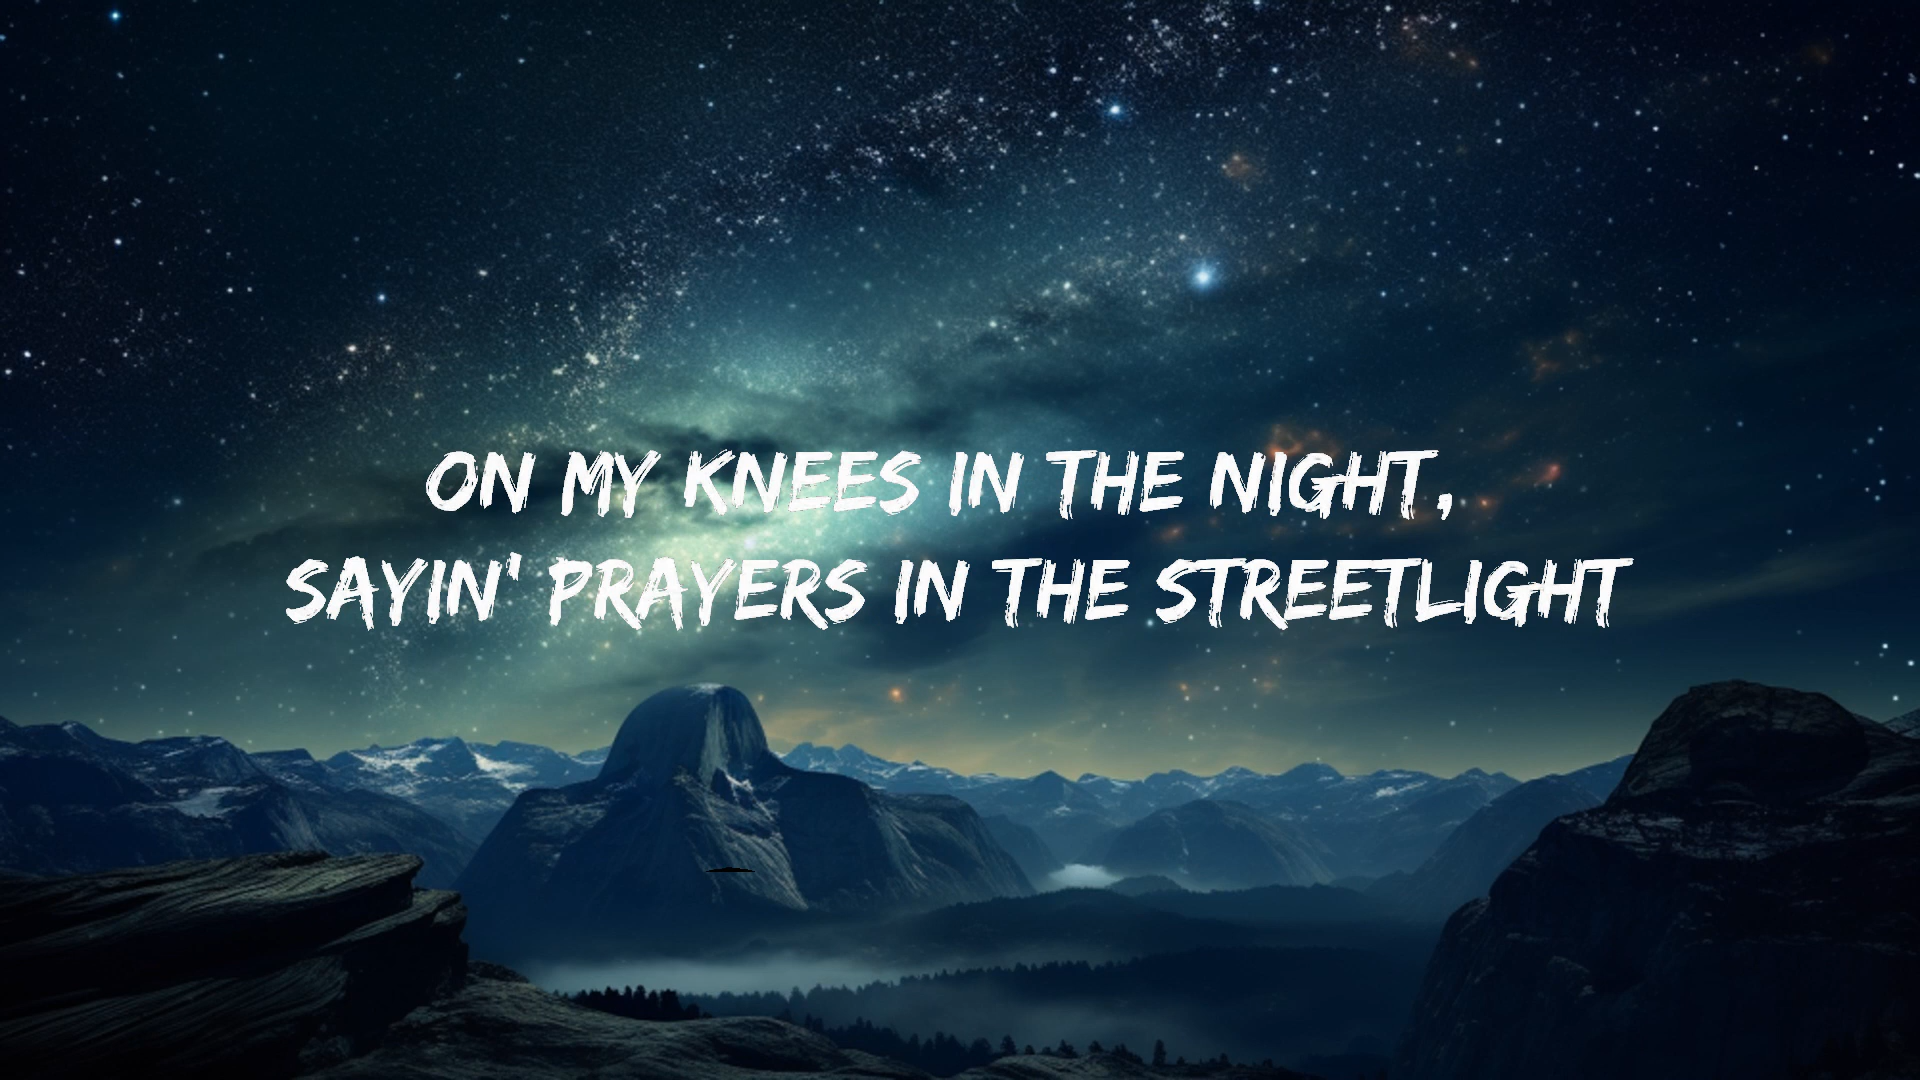 ON MY KNEES IN THE NIGHT,
SAYIN' PRAYERS IN THE STREETLIGHT